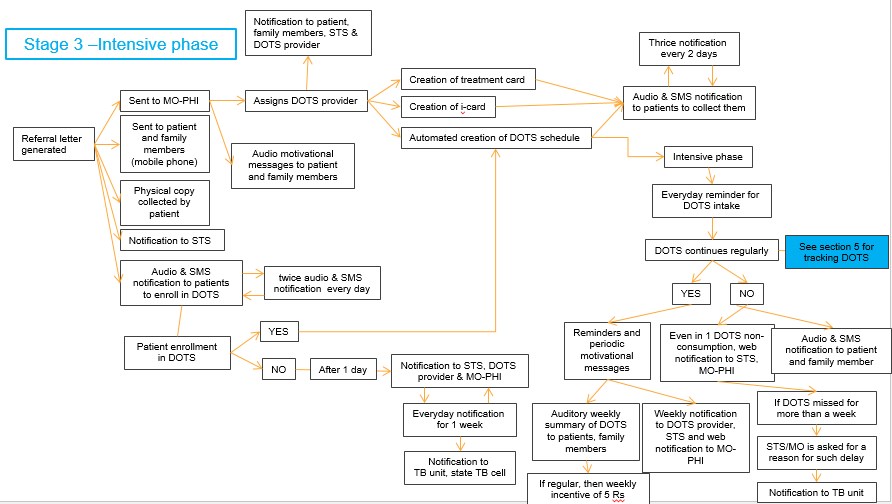 Stage 3 –Intensive phase
Notification to patient,
family members, STS &
DOTS provider
Sent to MO-PHI
Assigns DOTS provider
Creation of treatment card
Creation of i-card
Automated creation of DOTS schedule
Thrice notification
every 2 days
Audio & SMS notification
to patients to collect them
Referral letter
generated
Sent to patient
and family
members
(mobile phone)
Audio motivational
messages to patient
and family members
Physical copy
collected by
patient
Notification to STS
Audio & SMS
notification to patients
to enroll in DOTS
twice audio & SMS
notification every day
Patient enrollment
in DOTS
YES
NO
After 1 day
Notification to STS, DOTS
provider & MO-PHI
Everyday notification
for 1 week
Notification to
TB unit, state TB cell
Intensive phase
Everyday reminder for
DOTS intake
DOTS continues regularly
See section 5 for
tracking DOTS
YES
NO
Reminders and
periodic
motivational
messages
Even in 1 DOTS non-
consumption, web
notification to STS,
MO-PHI
Audio & SMS
notification to patient
and family member
Auditory weekly
summary of DOTS
to patients, family
members
Weekly notification
to DOTS provider,
STS and web
notification to MO-
PHI
If DOTS missed for
more than a week
STS/MO is asked for a
reason for such delay
Notification to TB unit
If regular, then weekly
incentive of 5 Rs